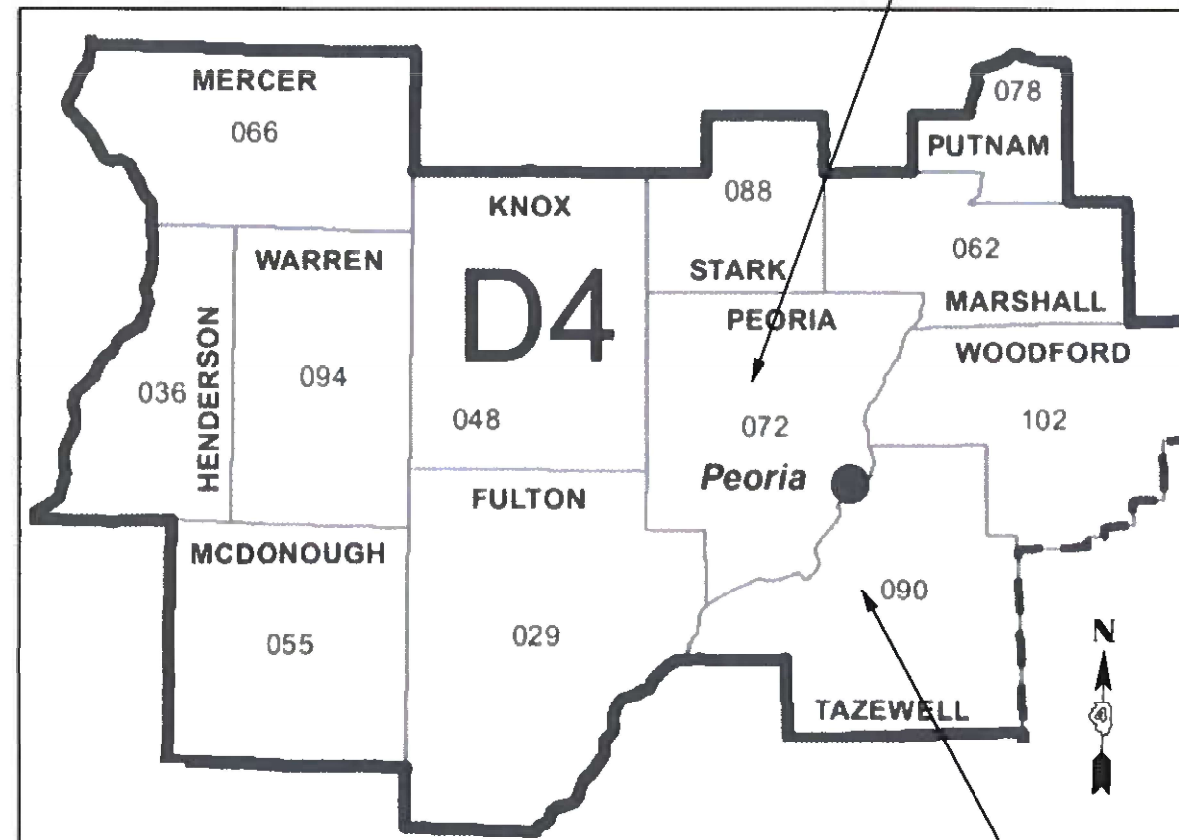 MERCER
066
078
PUTNAM
KNOX
088
WARREN
STARK
062
MARSHALL
D4
PEORIA
WOODFORD
HENDERSON
036
094
048
072
102
Peoria
FULTON
MCDONOUGH
090
055
029
N
4
TAZEWELL